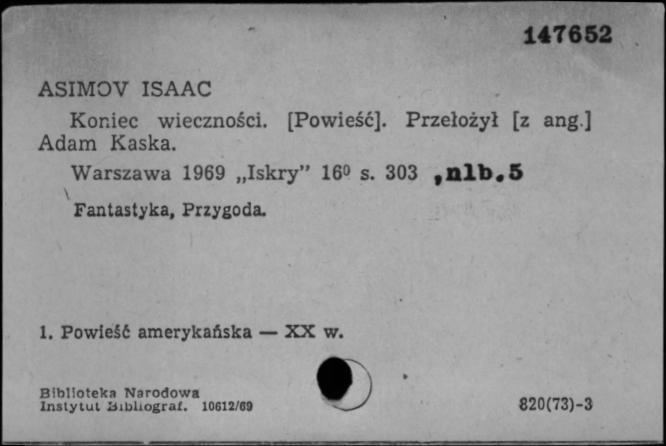 147652
ASIMOV ISAAC
Koniec wieczności. [Powieść]. Przełożył [z ang.]
Adam Kaska.
Warszawa 1969 „Iskry” 16⁰ s. 303 ,nlb.5
Fantastyka, Przygoda.
1. Powieść amerykańska — XX w.
Biblioteka Narodowa
Instytut Bibliograf. 10612/69
820(73)-3